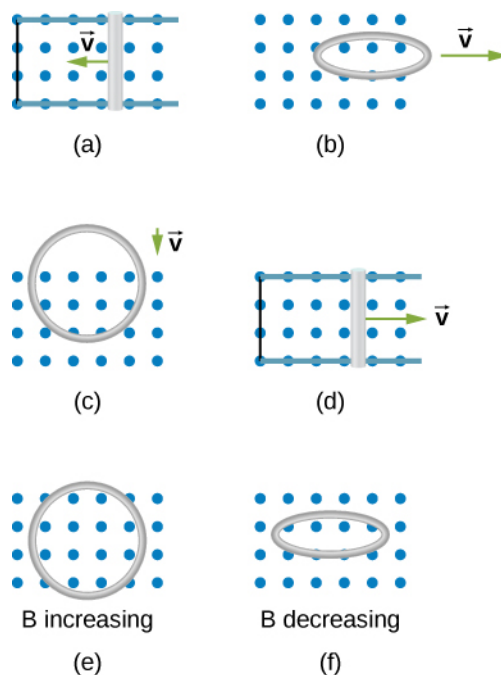 v⃗
v⃗
(a)
(b)
v⃗
v⃗
(c)
(d)
B increasing
B decreasing
(e)
(f)